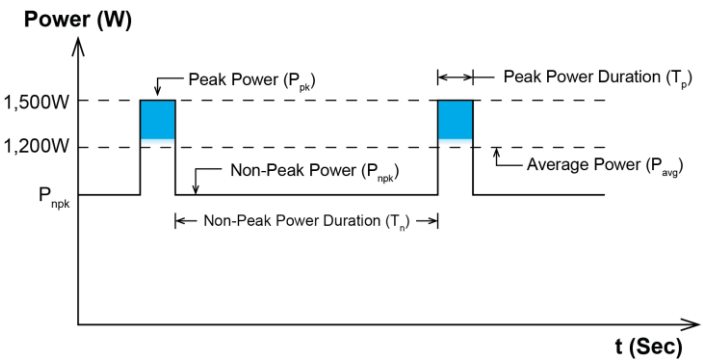 Power (W)
Peak Power (Ppk)
Peak Power Duration (Tp)
1,500W
1,200W
Non-Peak Power (Pnpk)
Average Power (Pavg)
Pnpk
Non-Peak Power Duration (Tn)
t (Sec)